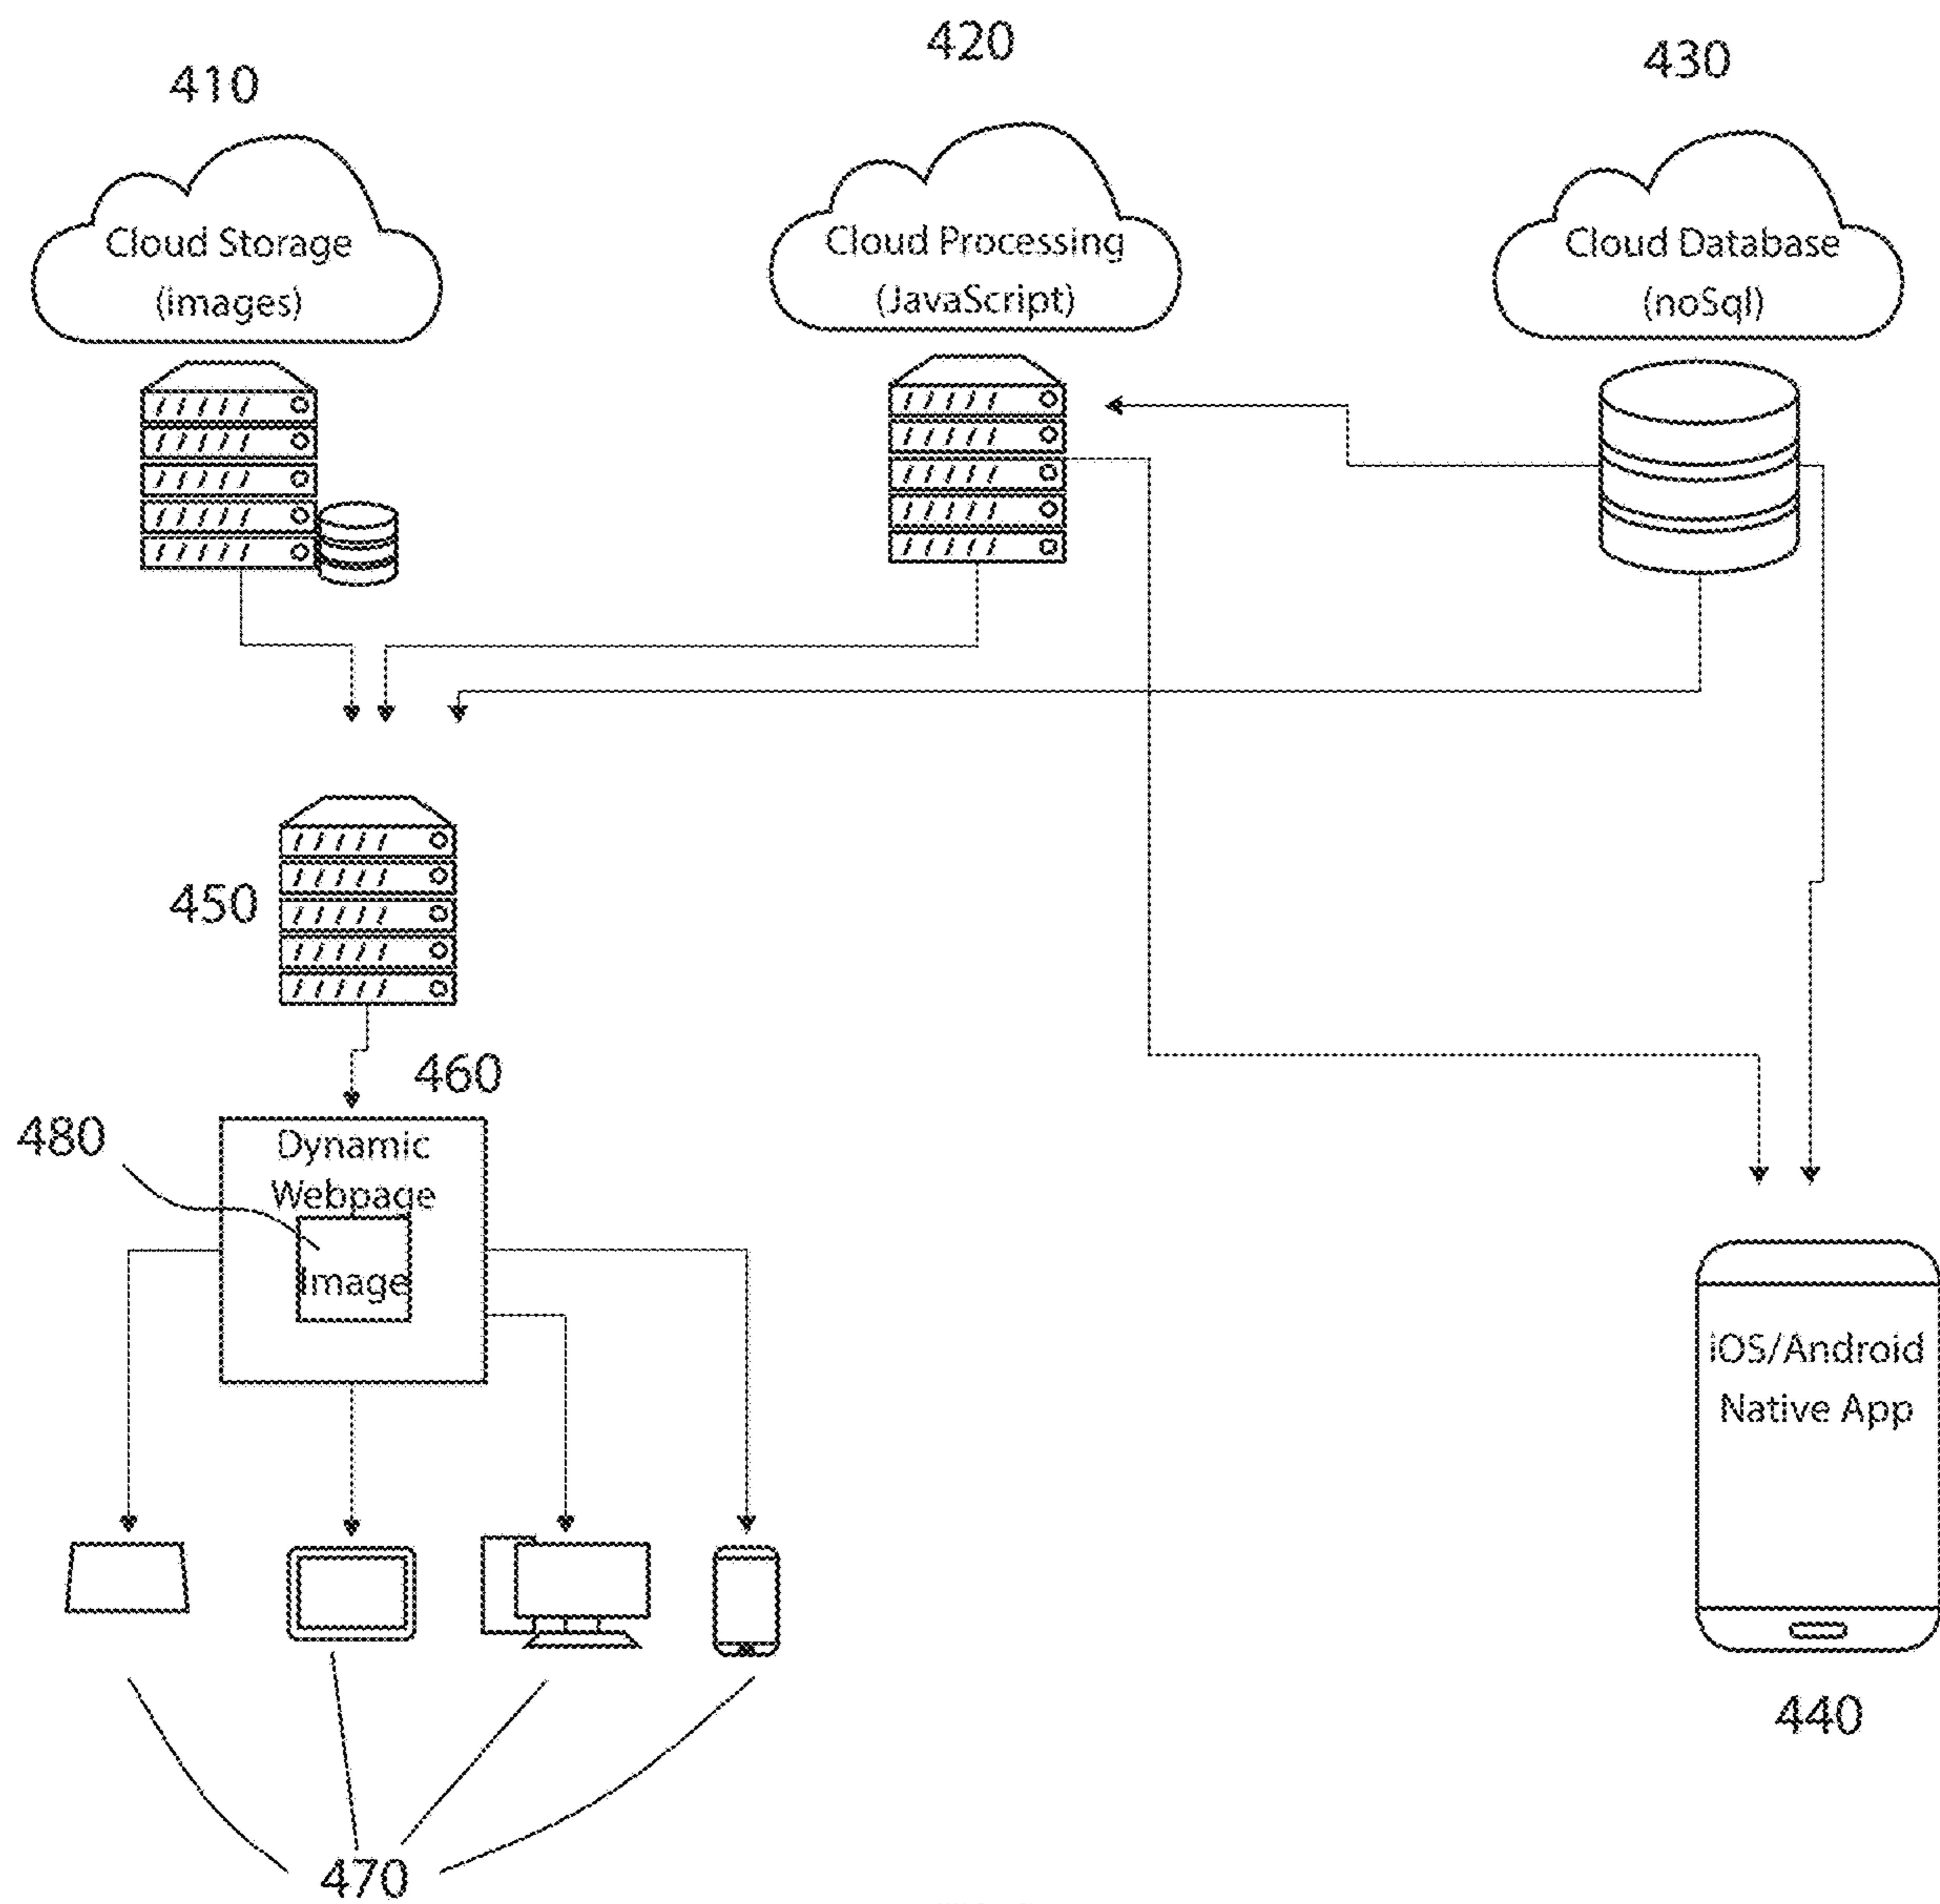 420
430
410
Cloud Storage
(images)
Cloud Processing
(JavaScript)
Cloud Database
(noSql)
450
460
480
Dynamic
Webpage
Image
iOS/Android
Native App
440
470